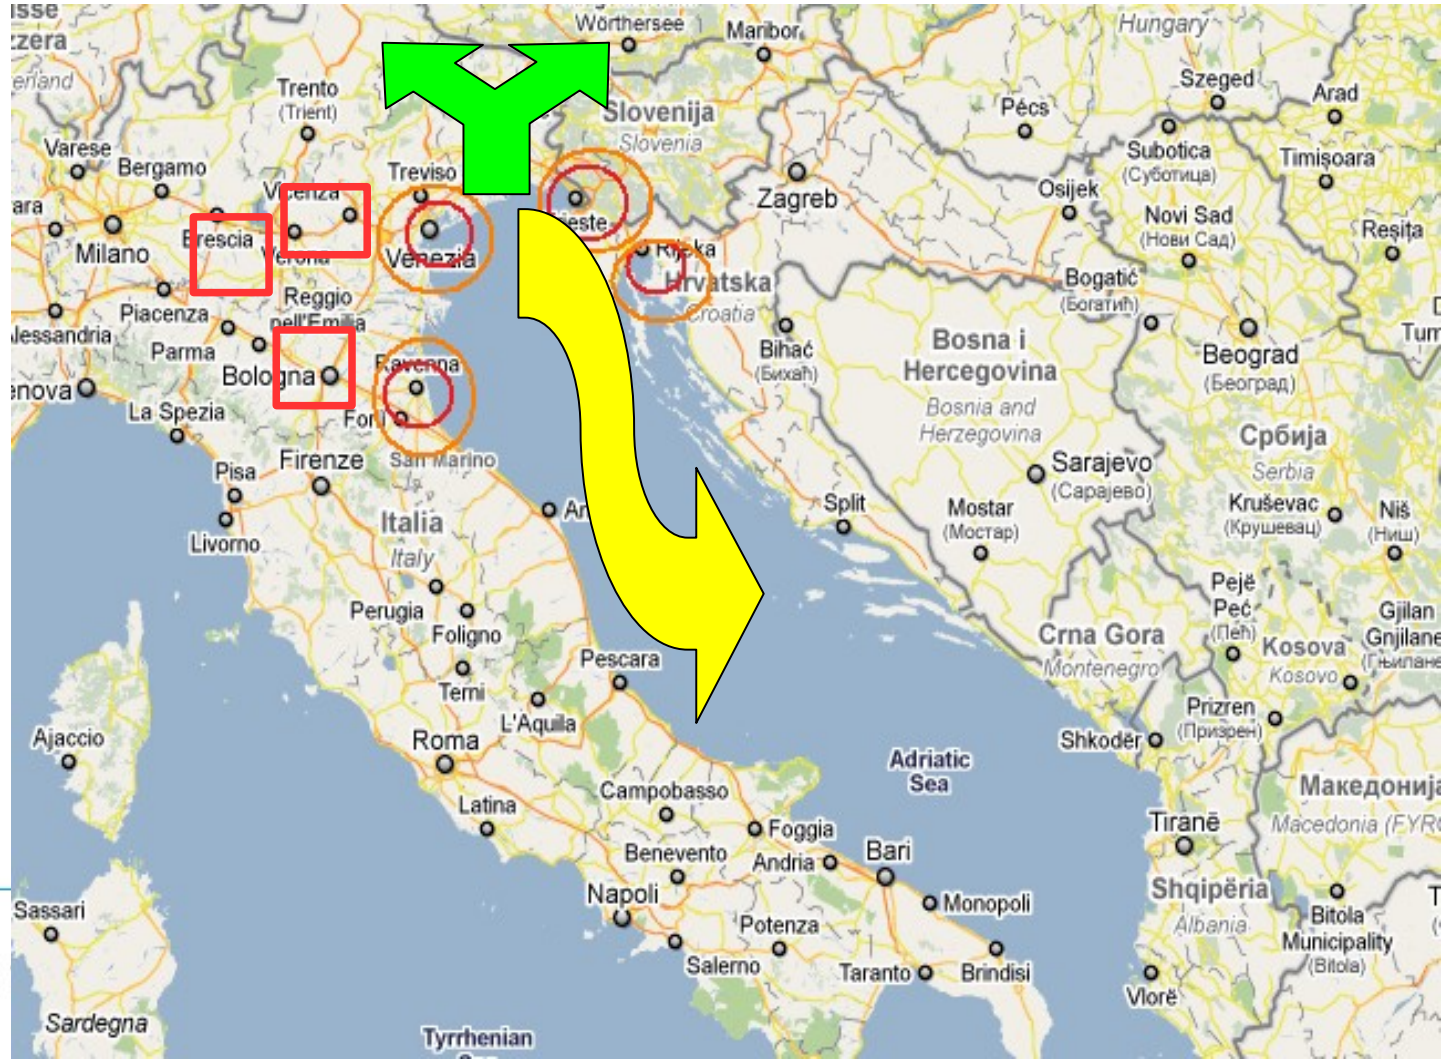 Wörthersee
Maribor
Hungary
Szeged
Arad
Trento
(Trient)
Slovenija
Slovenia
Pécs
Subotica
(Суботица)
Timișoara
Varese
Bergamo
Treviso
Vicenza
Zagreb
Osijek
Novi Sad
(Нови Сад)
Reșița
Milano
Brescia
Verona
Venezia
Rijeka
Hrvatska
Croatia
Bogatić
(Богатић)
Piacenza
Reggio
nell'Emilia
Parma
Bologna
Ravenna
Bihać
(Бихаћ)
Bosna i
Hercegovina
Bosnia and
Herzegovina
Beograd
(Београд)
La Spezia
San Marino
Firenze
Pisa
Livorno
Italia
Italy
Split
Mostar
(Мостар)
Sarajevo
(Сарајево)
Србија
Serbia
Kruševac
(Крушевац)
Niš
(Ниш)
Perugia
Foligno
Terni
L'Aquila
Pescara
Crna Gora
Montenegro
Pejë
Peć
(Пећ)
Kosova
Kosovo
Gjilan
Prizren
(Призрен)
Shkodër
Ajaccio
Roma
Latina
Campobasso
Foggia
Adriatic
Sea
Benevento
Andria
Bari
Napoli
Monopoli
Potenza
Salerno
Taranto
Brindisi
Tiranë
Shqipëria
Albania
Vlorë
Bitola
Municipality
(Bitola)
Sassari
Sardegna
Tyrrhenian